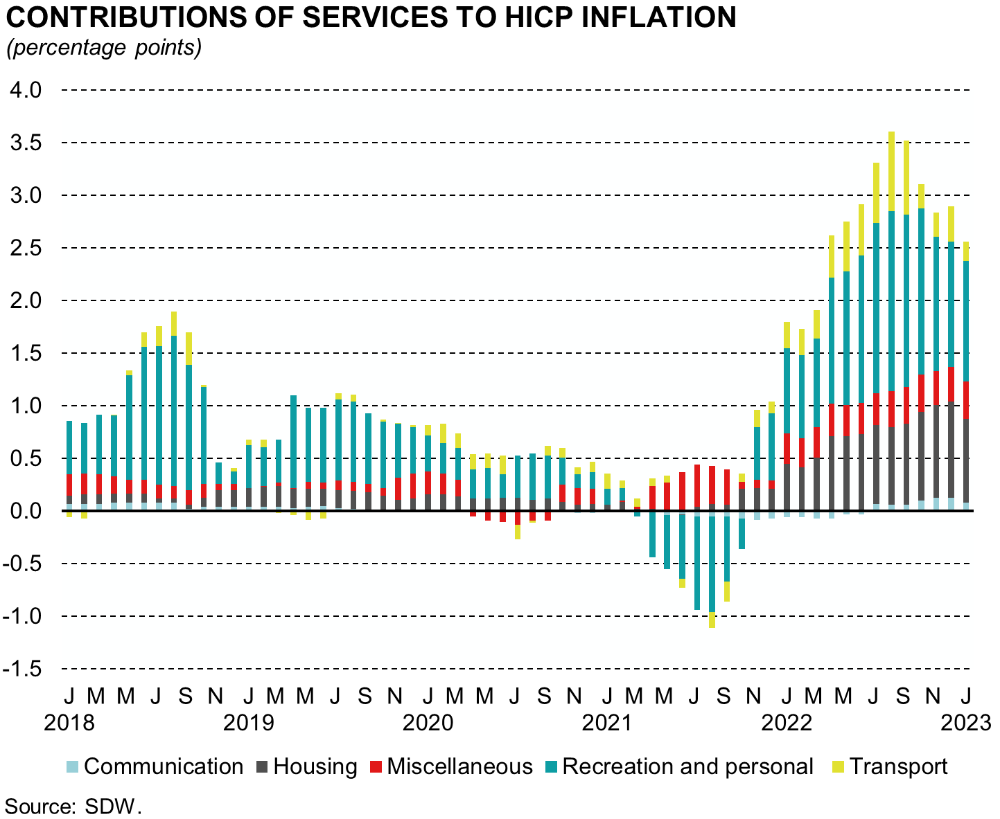 CONTRIBUTIONS OF SERVICES TO HICP INFLATION
(percentage points)
4.0
3.5
3.0
2.5
2.0
1.5
1.0
0.5
0.0
-0.5
-1.0
-1.5
J M M J S N J M M J S N J M M J S N J M M J S N J M M J S N J
2018 2019 2020 2021 2022 2023
Communication Housing Miscellaneous Recreation and personal Transport
Source: SDW.